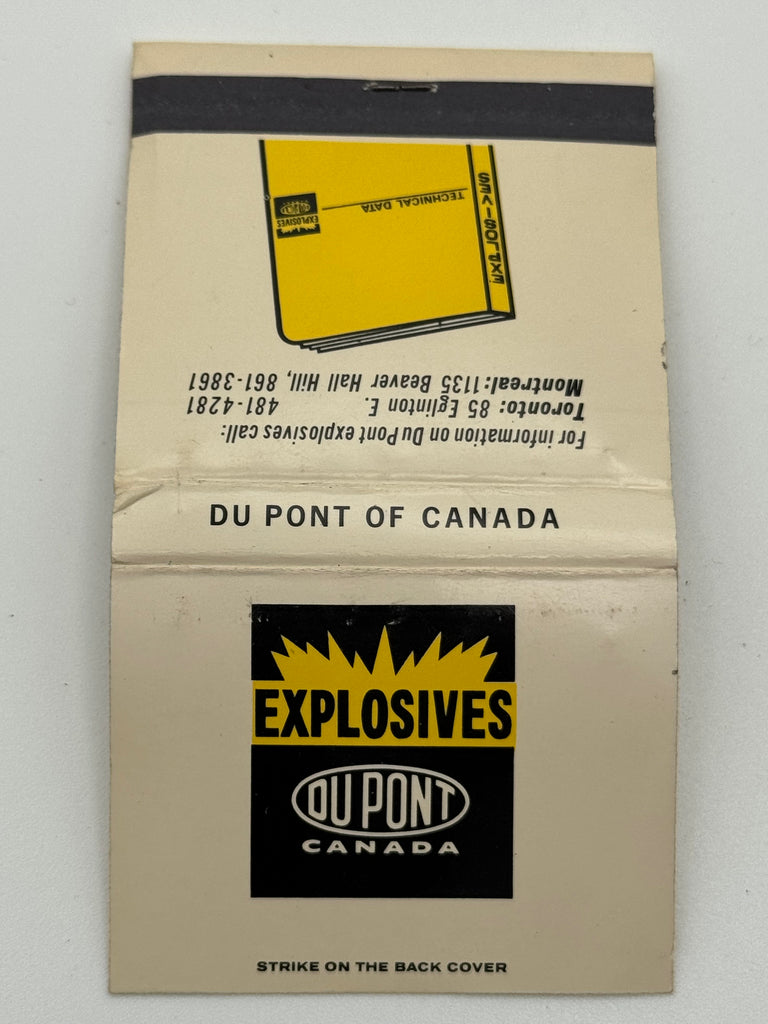 EXPLOSIVES
TECHNICAL DATA
EXPLOSIVES
Montreal: 1135 Beaver Hall Hill, 861-3861
Toronto: 85 Eglinton E. 481-4281
For information on Du Pont explosives call:
DU PONT OF CANADA
EXPLOSIVES
DU PONT
CANADA
STRIKE ON THE BACK COVER